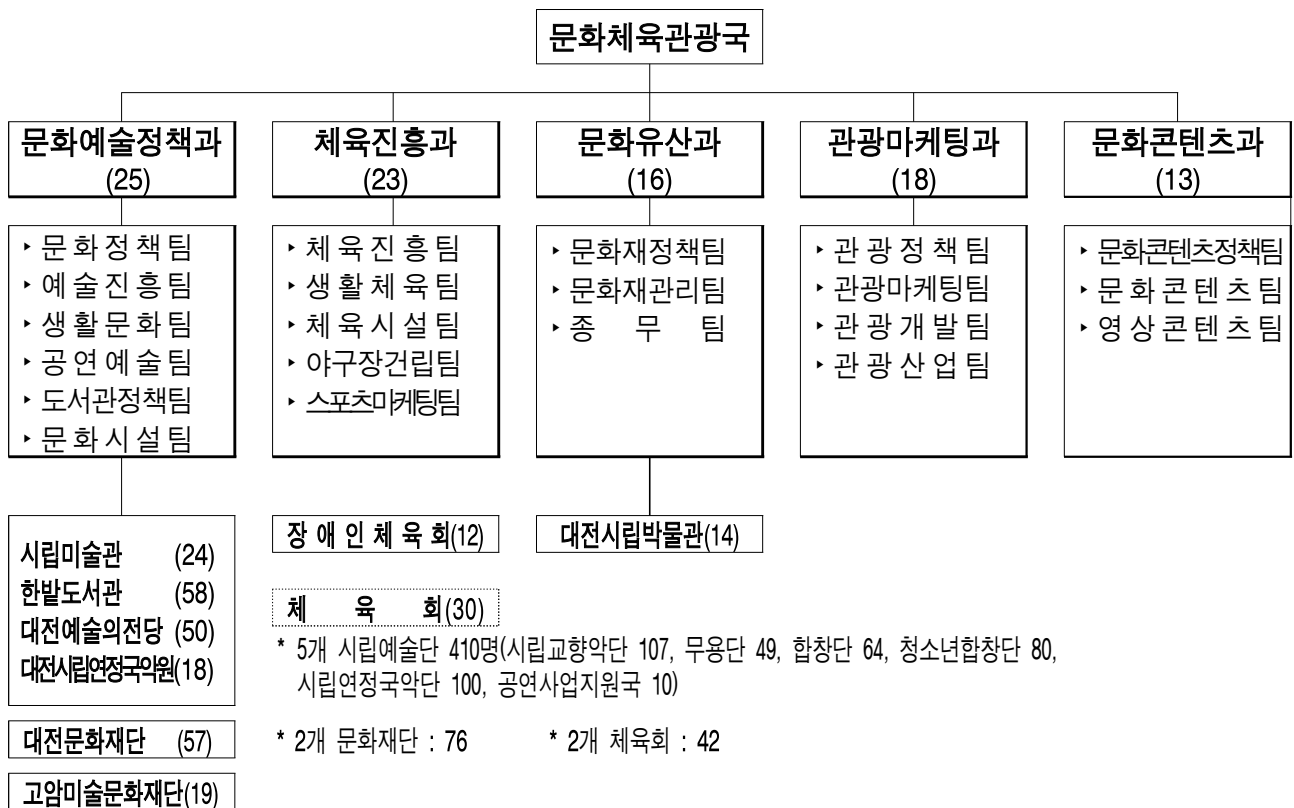 문화체육관광국
문화예술정책과
(25)
체육진흥과
(23)
문화유산과
(16)
관광마케팅과
(18)
문화콘텐츠과
(13)
‣ 문화정책팀
‣ 예술진흥팀
‣ 생활문화팀
‣ 공연예술팀
‣ 도서관정책팀
‣ 문화시설팀
‣ 체육진흥팀
‣ 생활체육팀
‣ 체육시설팀
‣ 야구장건립팀
‣ 스포츠마케팅팀
‣ 문화재정책팀
‣ 문화재관리팀
‣ 종 무 팀
‣ 관광정책팀
‣ 관광마케팅팀
‣ 관광개발팀
‣ 관광산업팀
‣ 문화콘텐츠정책팀
‣ 문화콘텐츠팀
‣ 영상콘텐츠팀
시립미술관 (24)
한밭도서관 (58)
대전예술의전당 (50)
대전시립연정국악원(18)
대전문화재단 (57)
고암미술문화재단(19)
장애인체육회(12)
체 육 회(30)
대전시립박물관(14)
* 5개 시립예술단 410명(시립교향악단 107, 무용단 49, 합창단 64, 청소년합창단 80,
시립연정국악단 100, 공연사업지원국 10)
* 2개 문화재단 : 76 * 2개 체육회 : 42